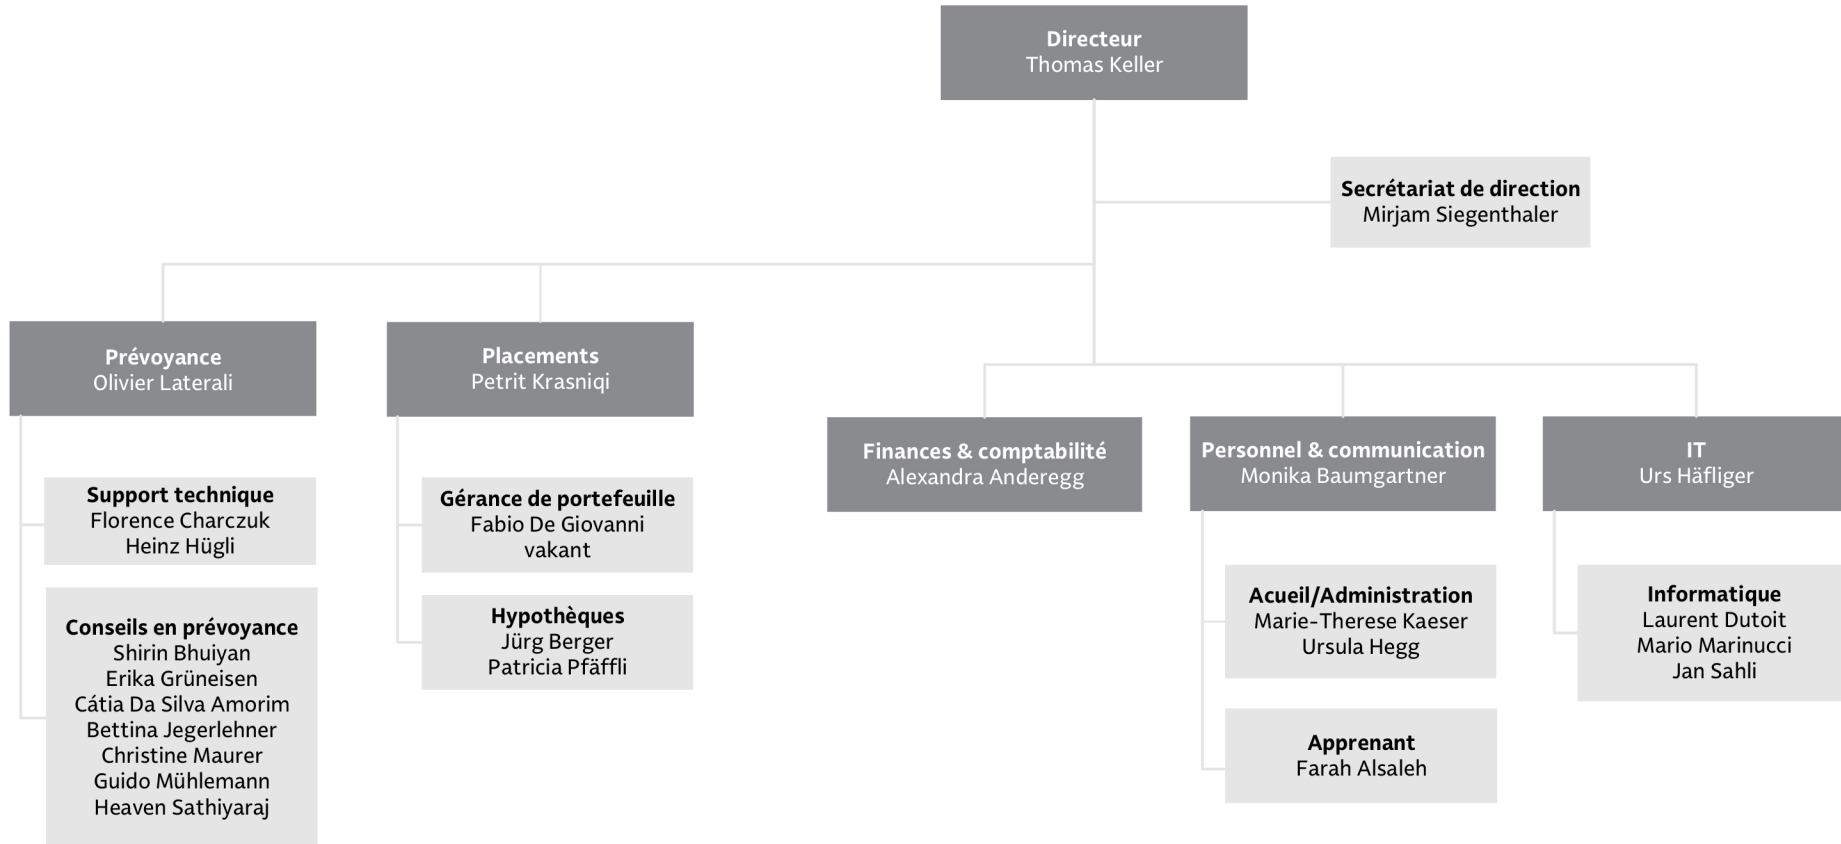 Directeur
Thomas Keller
Secrétariat de direction
Mirjam Siegenthaler
Prévoyance
Olivier Laterali
Support technique
Florence Charczuk
Heinz Hügli
Conseils en prévoyance
Shirin Bhuiyan
Erika Grüneisen
Cátia Da Silva Amorim
Bettina Jegerlehner
Christine Maurer
Guido Mühlemann
Heaven Sathiyaraj
Placements
Petrit Krasniqi
Gérance de portefeuille
Fabio De Giovanni
vakant
Hypothèques
Jürg Berger
Patricia Pfäffli
Finances & comptabilité
Alexandra Anderegg
Personnel & communication
Monika Baumgartner
Acueil/Administration
Marie-Therese Kaeser
Ursula Hegg
Apprenant
Farah Alsaleh
IT
Urs Häfliger
Informatique
Laurent Dutoit
Mario Marinucci
Jan Sahli